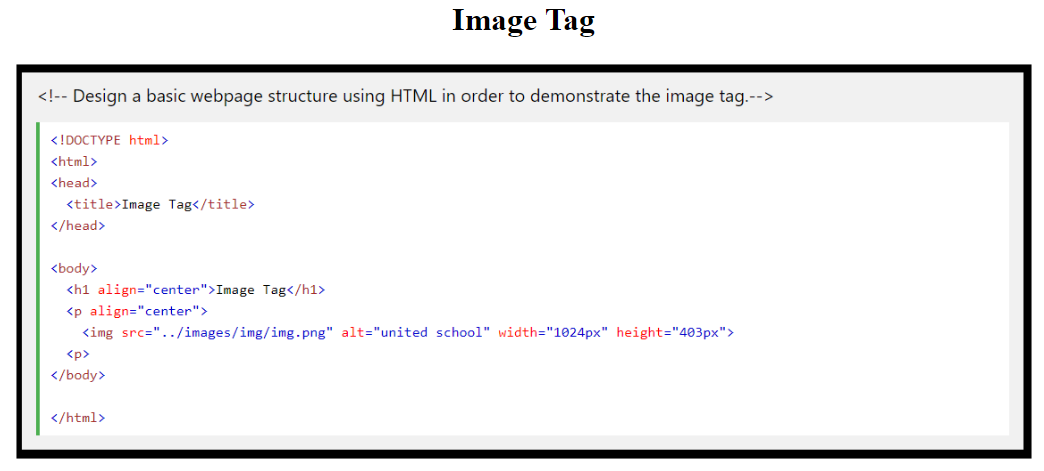 Image Tag
<!-- Design a basic webpage structure using HTML in order to demonstrate the image tag.-->
<!DOCTYPE html>
<html>
<head>
  <title>Image Tag</title>
</head>
<body>
  <h1 align="center">Image Tag</h1>
  <p align="center">
    <img src="../images/img/img.png" alt="united school" width="1024px" height="403px">
  <p>
</body>
</html>